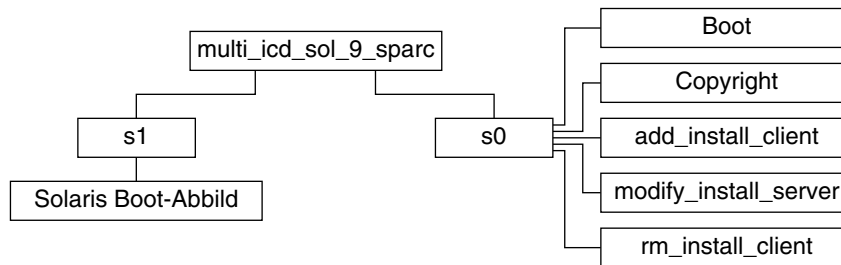 multi_icd_sol_9_sparc
s1
Solaris Boot-Abbild
s0
Boot
Copyright
add_install_client
modify_install_server
rm_install_client